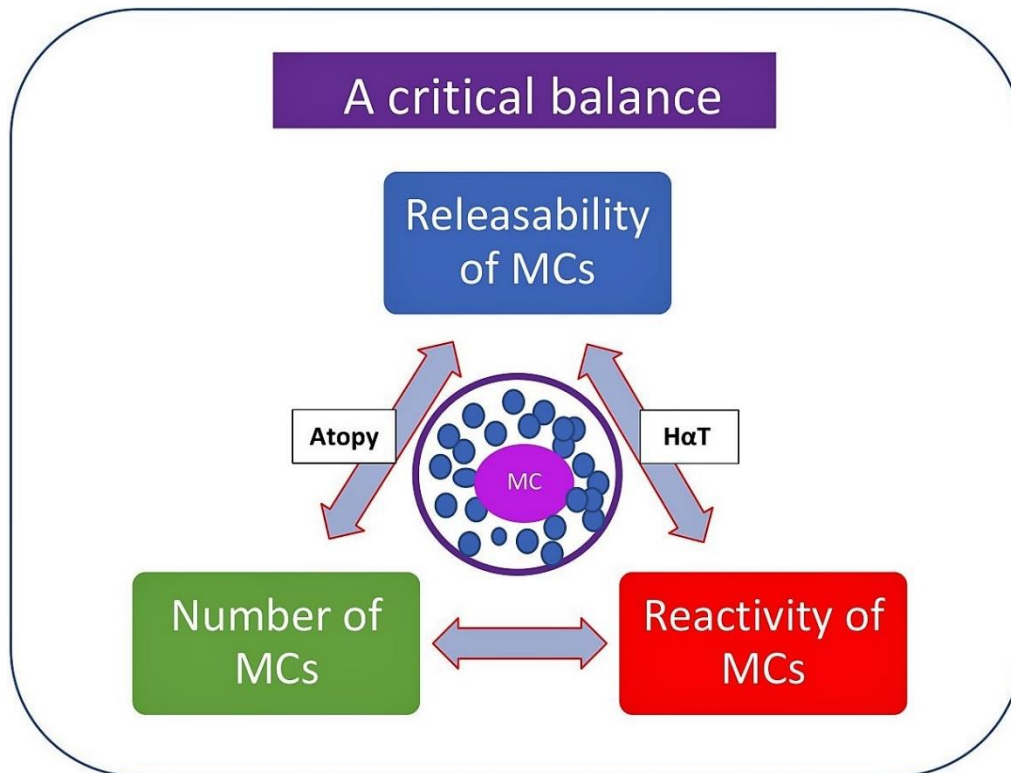 A critical balance
Releasability
of MCs
Atopy
HαT
MC
Number of
MCs
Reactivity of
MCs